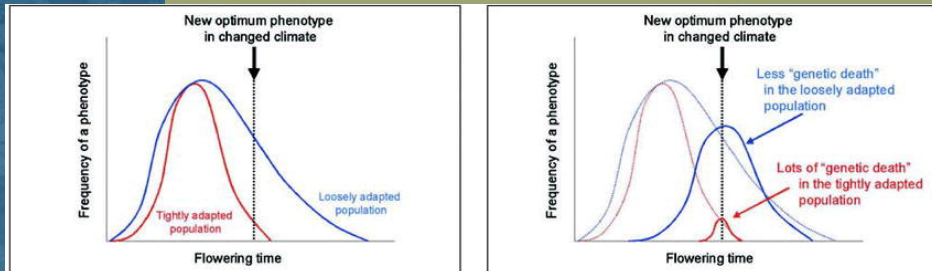 New optimum phenotype
in changed climate
Frequency of a phenotype
Tightly adapted
population
Loosely adapted
population
Flowering time
New optimum phenotype
in changed climate
Less “genetic death”
in the loosely adapted
population
Lots of “genetic death”
in the tightly adapted
population
Frequency of a phenotype
Flowering time